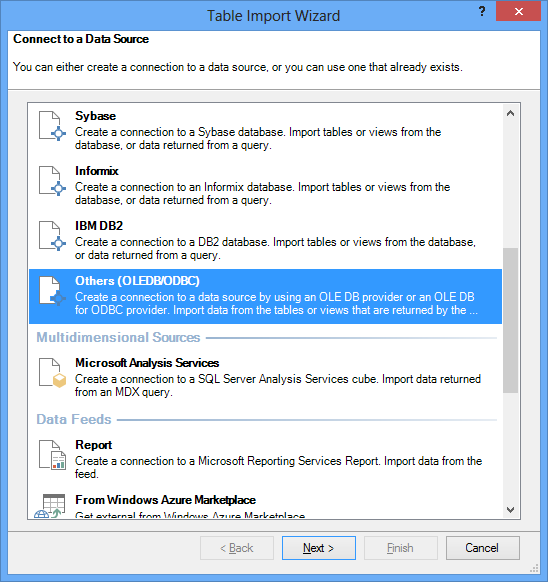 Table Import Wizard
?
Connect to a Data Source
You can either create a connection to a data source, or you can use one that already exists.
Sybase
Create a connection to a Sybase database. Import tables or views from the
database, or data returned from a query.
Informix
Create a connection to an Informix database. Import tables or views from the
database, or data returned from a query.
IBM DB2
Create a connection to a DB2 database. Import tables or views from the database,
or data returned from a query.
Others (OLEDB/ODBC)
Create a connection to a data source by using an OLE DB provider or an OLE DB
for ODBC provider. Import data from the tables or views that are returned by the ...
Multidimensional Sources
Microsoft Analysis Services
Create a connection to a SQL Server Analysis Services cube. Import data returned
from an MDX query.
Data Feeds
Report
Create a connection to a Microsoft Reporting Services Report. Import data from the
feed.
From Windows Azure Marketplace
Get external from Windows Azure Marketplace
< Back
Next >
Finish
Cancel